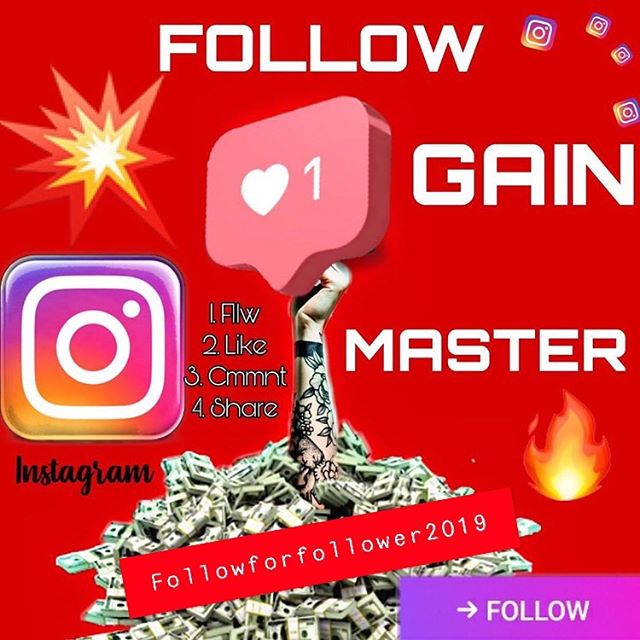 FOLLOW
GAIN
1
1. Fllw
2. Like
3. Cmmnt
4. Share
MASTER
Instagram
Followforfollower2019
→ FOLLOW